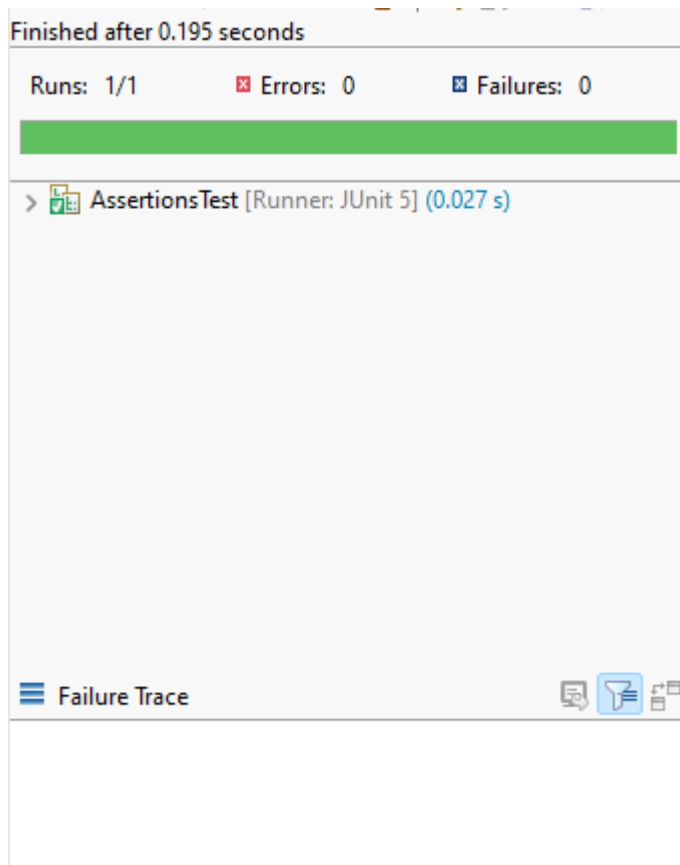 Finished after 0.195 seconds
Runs: 1/1 Errors: 0 Failures: 0
AssertionsTest [Runner: JUnit 5] (0.027 s)
Failure Trace